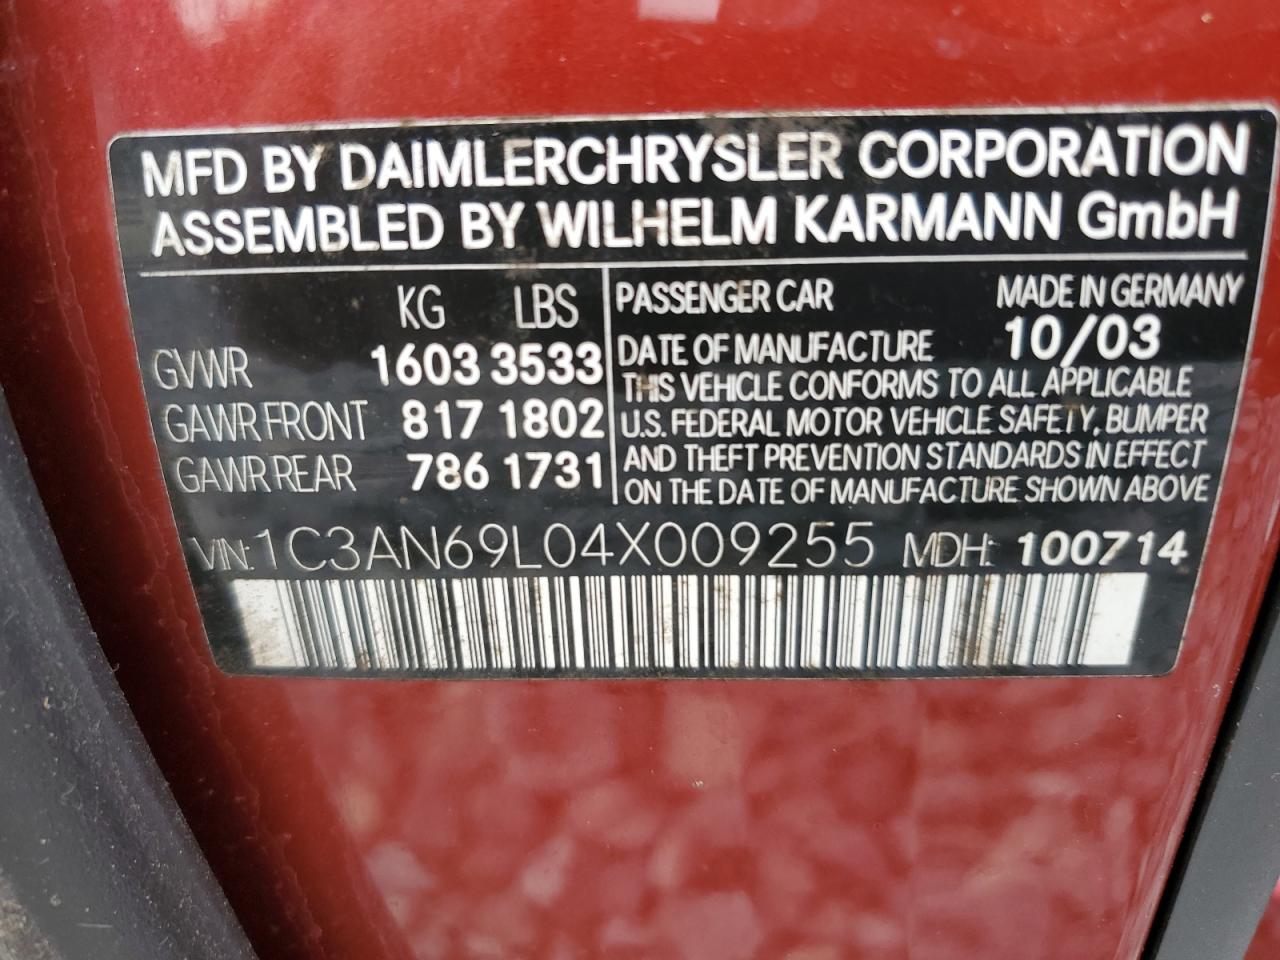 MFD BY DAIMLERCHRYSLER CORPORATION
ASSEMBLED BY WILHELM KARMANN GmbH
KG LBS
GVWR 1603 3533
GAWR FRONT 817 1802
GAWR REAR 786 1731
PASSENGER CAR MADE IN GERMANY
DATE OF MANUFACTURE 10/03
THIS VEHICLE CONFORMS TO ALL APPLICABLE
U.S. FEDERAL MOTOR VEHICLE SAFETY, BUMPER
AND THEFT PREVENTION STANDARDS IN EFFECT
ON THE DATE OF MANUFACTURE SHOWN ABOVE
VIN: 1C3AN69L04X009255 MDH: 100714